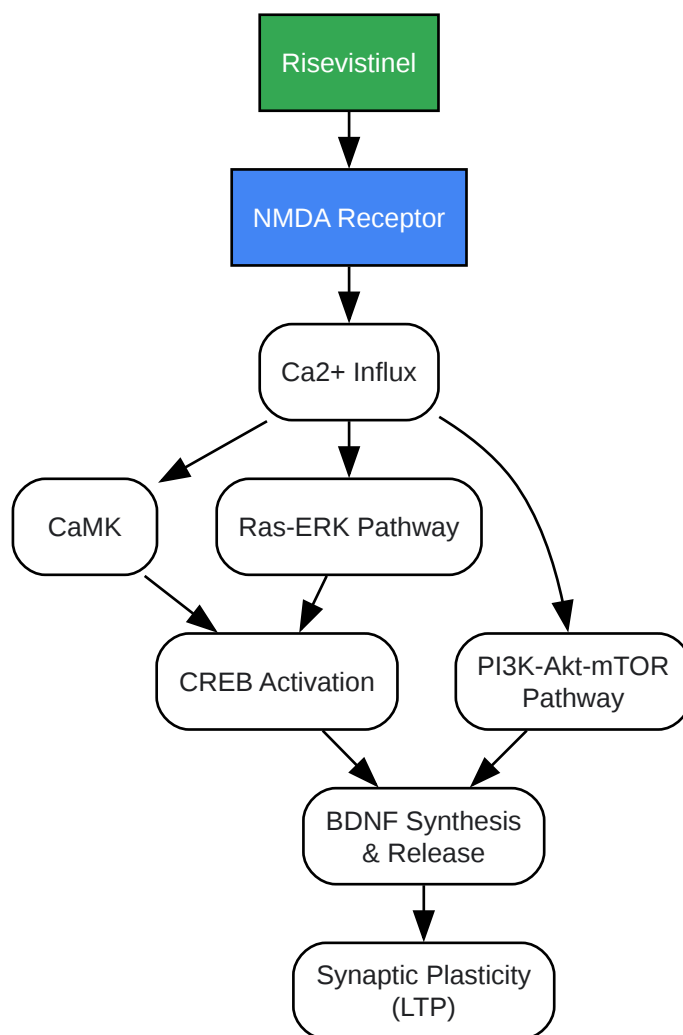 Risevistinel
NMDA Receptor
Ca2+ Influx
CaMK
Ras-ERK Pathway
CREB Activation
PI3K-Akt-mTOR
Pathway
BDNF Synthesis
& Release
Synaptic Plasticity
(LTP)